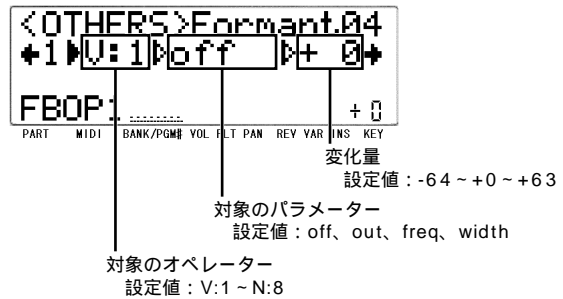 <OTHERS>Formant.04
←1▶V:1▷off ▷+ 0→
FBOP1 + 0
PART MIDI BANK/PGM# VOL FLT PAN REV VAR INS KEY
変化量
設定値：-64～+0～+63
対象のパラメーター
設定値：off、out、freq、width
対象のオペレーター
設定値：V:1～N:8